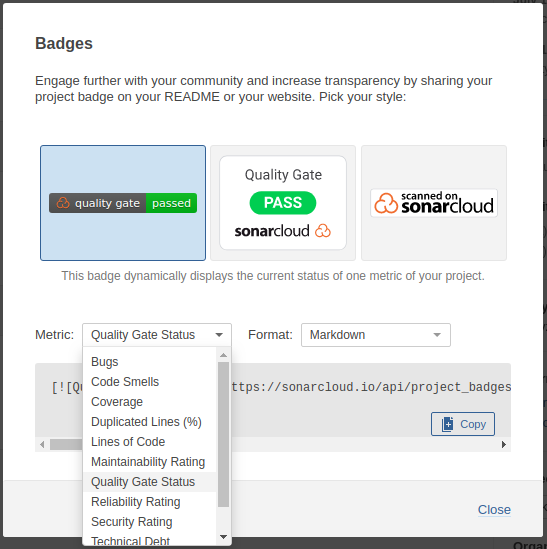 Badges
Engage further with your community and increase transparency by sharing your
project badge on your README or your website. Pick your style:
quality gate passed
Quality Gate
PASS
sonarcloud
scanned on
sonarcloud
This badge dynamically displays the current status of one metric of your project.
Metric: Quality Gate Status Format: Markdown
Bugs
Code Smells
Coverage
Duplicated Lines (%)
Lines of Code
Maintainability Rating
Quality Gate Status
Reliability Rating
Security Rating
Technical Debt
[![Q ttps://sonarcloud.io/api/project_badges
Copy
Close